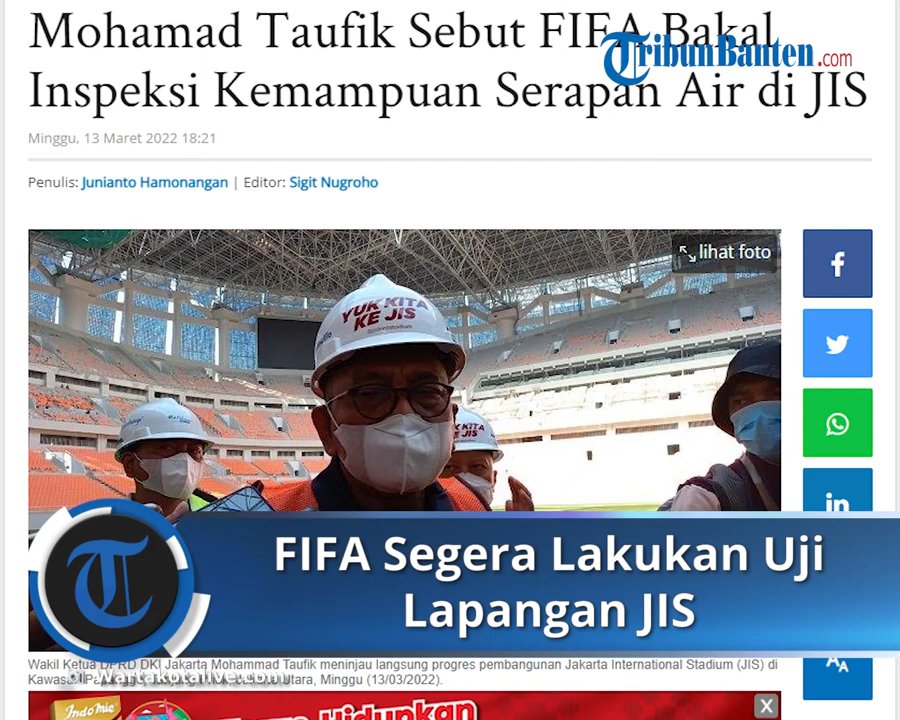 Mohamad Taufik Sebut FIFA Bakal
TribunBanten.com
Inspeksi Kemampuan Serapan Air di JIS
Minggu, 13 Maret 2022 18:21
Penulis: Junianto Hamonangan | Editor: Sigit Nugroho
lihat foto
YUK KITA
KE JIS
KITA
KE JIS
f
in
FIFA Segera Lakukan Uji
Lapangan JIS
Wakil Ketua DPRD DKI Jakarta Mohammad Taufik meninjau langsung progres pembangunan Jakarta International Stadium (JIS) di
Utara, Minggu (13/03/2022).
Wartakotalive.com
AA
X
IndoMie
Hidupkan